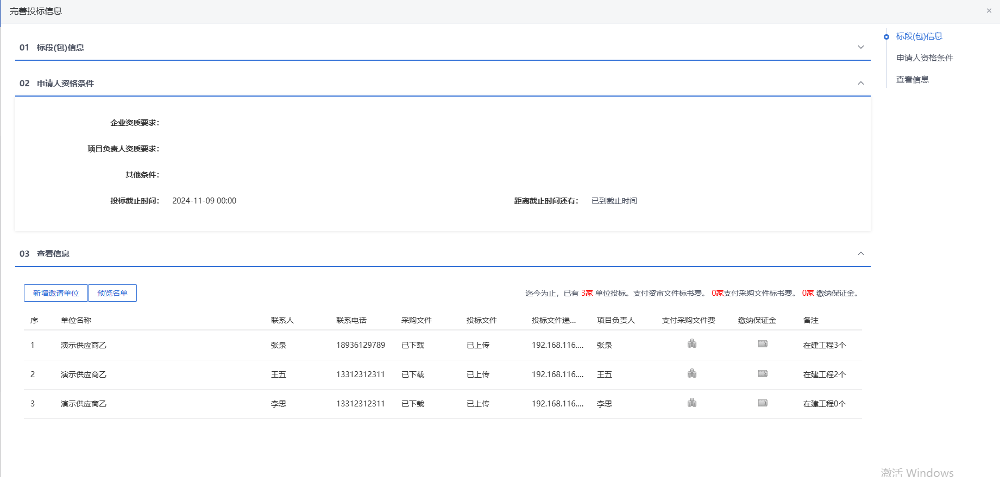 完善投标信息
01 标段(包)信息
02 申请人资格条件
企业资质要求：
项目负责人资质要求：
其他条件：
投标截止时间： 2024-11-09 00:00 距离截止时间还有： 已到截止时间
03 查看信息
新增邀请单位 预览名单 迄今为止，已有 3家 单位投标。支付资审文件标书费。 0家支付采购文件标书费。 0家 缴纳保证金。
序 单位名称 联系人 联系电话 采购文件 投标文件 投标文件递... 项目负责人 支付采购文件费 缴纳保证金 备注
1 演示供应商乙 张泉 18936129789 已下载 已上传 192.168.116.... 张泉 在建工程3个
2 演示供应商乙 王五 13312312311 已下载 已上传 192.168.116.... 王五 在建工程2个
3 演示供应商乙 李思 13312312311 已下载 已上传 192.168.116.... 李思 在建工程0个
标段(包)信息
申请人资格条件
查看信息
激活 Windows